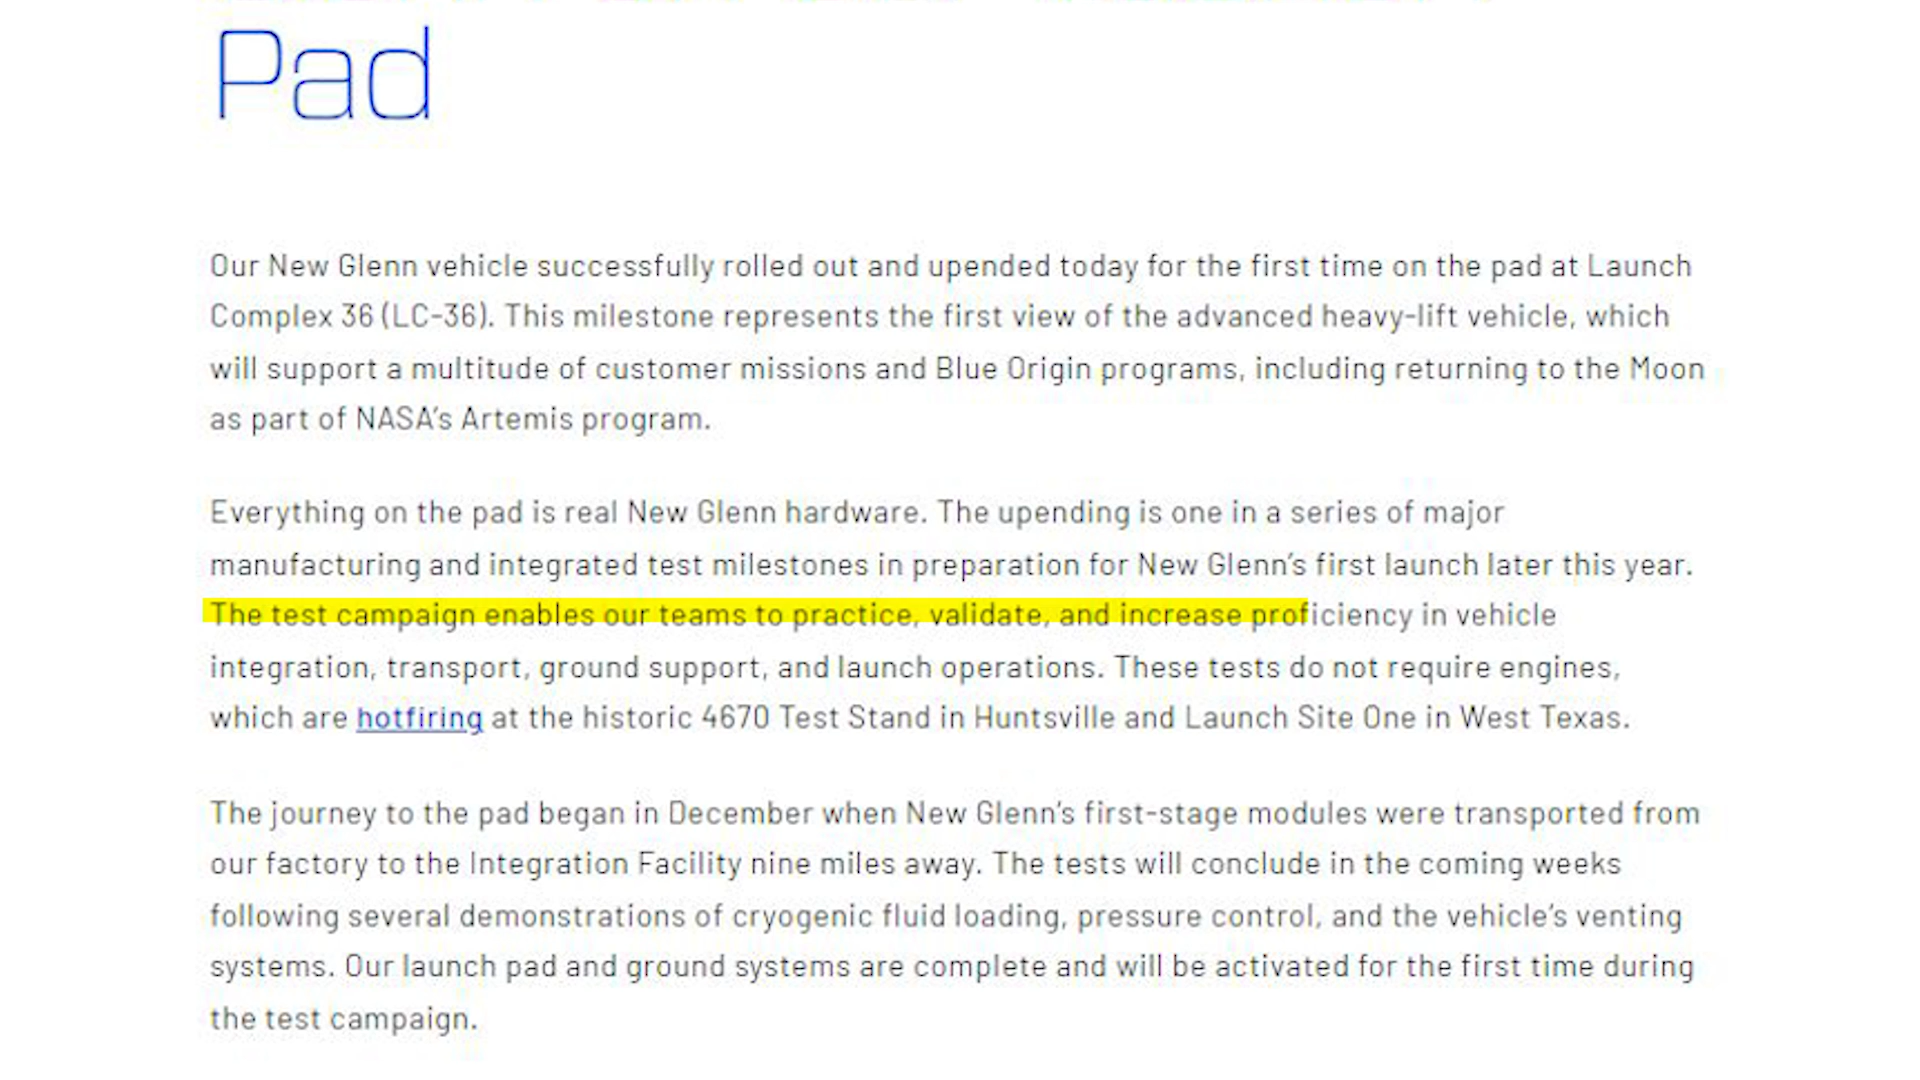 Pad
Our New Glenn vehicle successfully rolled out and upended today for the first time on the pad at Launch
Complex 36 (LC-36). This milestone represents the first view of the advanced heavy-lift vehicle, which
will support a multitude of customer missions and Blue Origin programs, including returning to the Moon
as part of NASA's Artemis program.
Everything on the pad is real New Glenn hardware. The upending is one in a series of major
manufacturing and integrated test milestones in preparation for New Glenn's first launch later this year.
The test campaign enables our teams to practice, validate, and increase proficiency in vehicle
integration, transport, ground support, and launch operations. These tests do not require engines,
which are hotfiring at the historic 4670 Test Stand in Huntsville and Launch Site One in West Texas.
The journey to the pad began in December when New Glenn's first-stage modules were transported from
our factory to the Integration Facility nine miles away. The tests will conclude in the coming weeks
following several demonstrations of cryogenic fluid loading, pressure control, and the vehicle's venting
systems. Our launch pad and ground systems are complete and will be activated for the first time during
the test campaign.